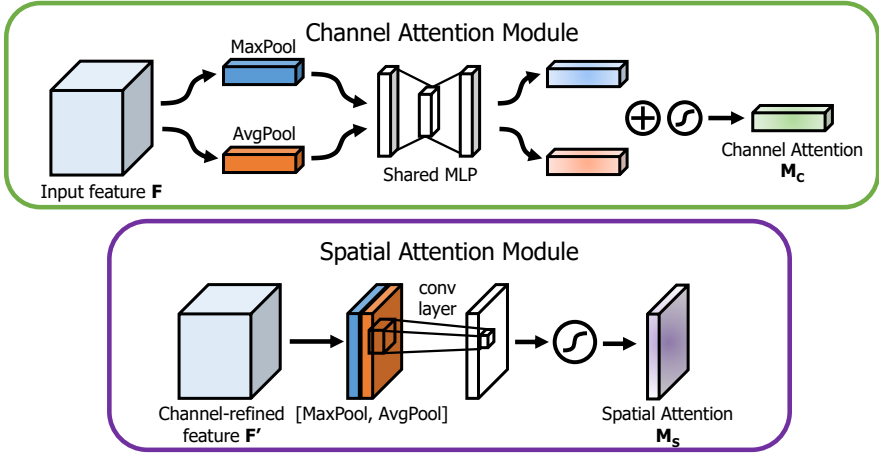 Channel Attention Module
MaxPool
AvgPool
Input feature F
Shared MLP
Channel Attention
Mc
Spatial Attention Module
conv
layer
Channel-refined
feature F'
[MaxPool, AvgPool]
Spatial Attention
Ms